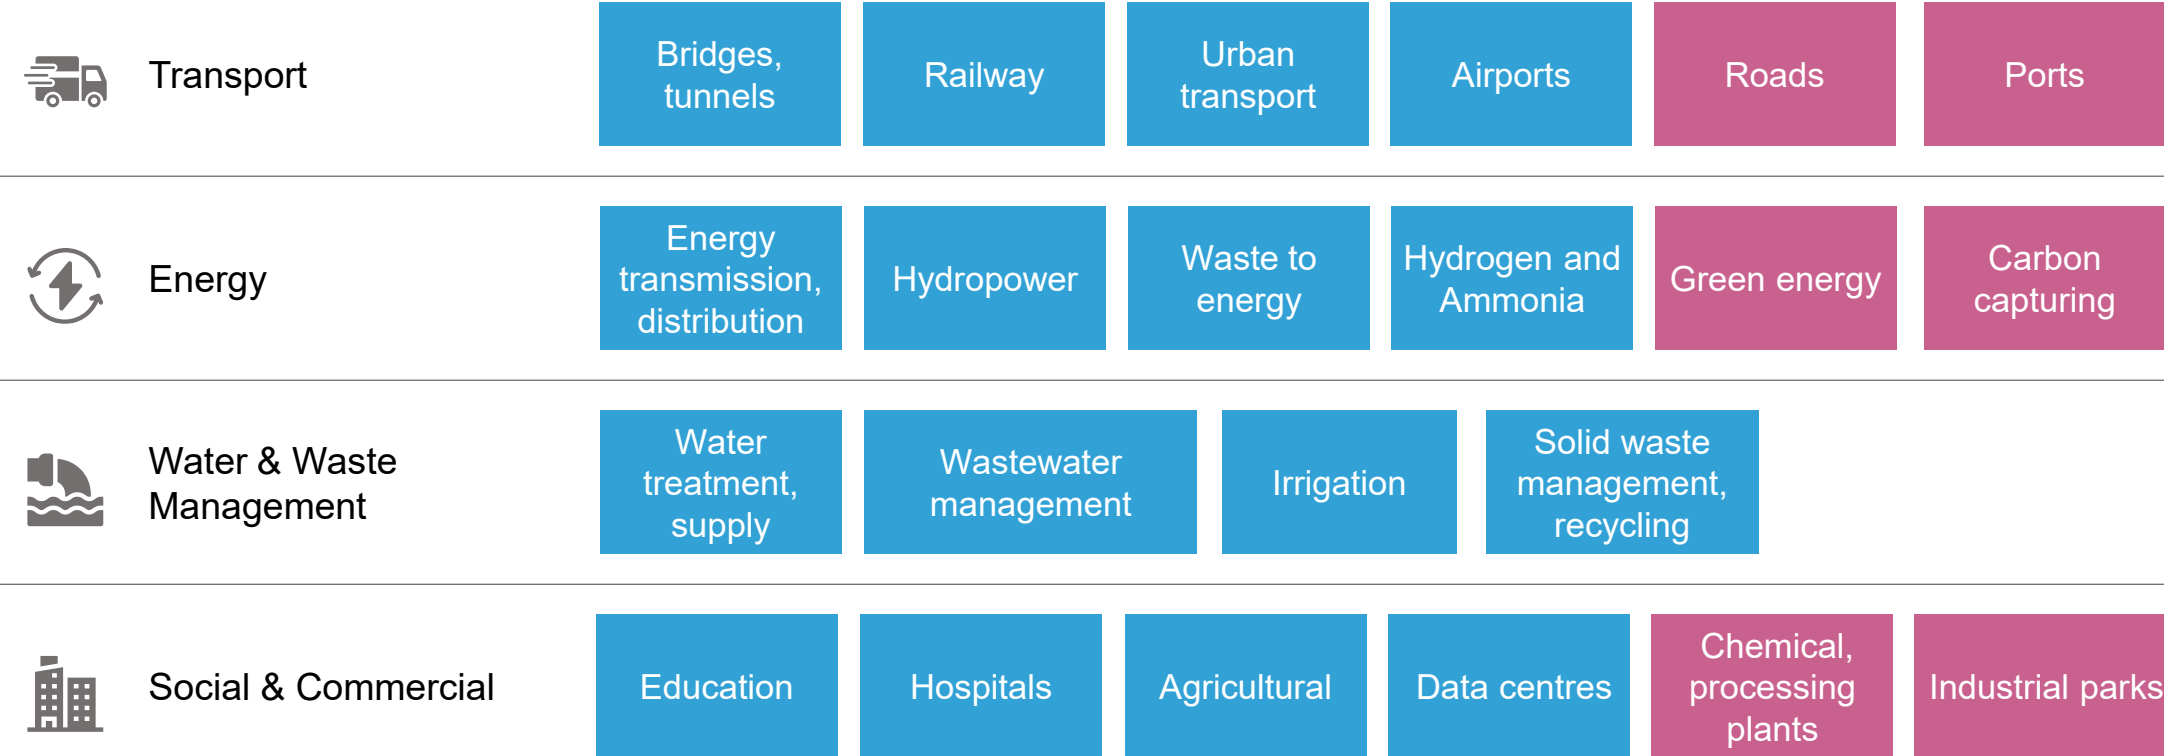 Transport
Bridges,
tunnels
Railway
Urban
transport
Airports
Roads
Ports
Energy
Energy
transmission,
distribution
Hydropower
Waste to
energy
Hydrogen and
Ammonia
Green energy
Carbon
capturing
Water & Waste
Management
Water
treatment,
supply
Wastewater
management
Irrigation
Solid waste
management,
recycling
Social & Commercial
Education
Hospitals
Agricultural
Data centres
Chemical,
processing
plants
Industrial parks